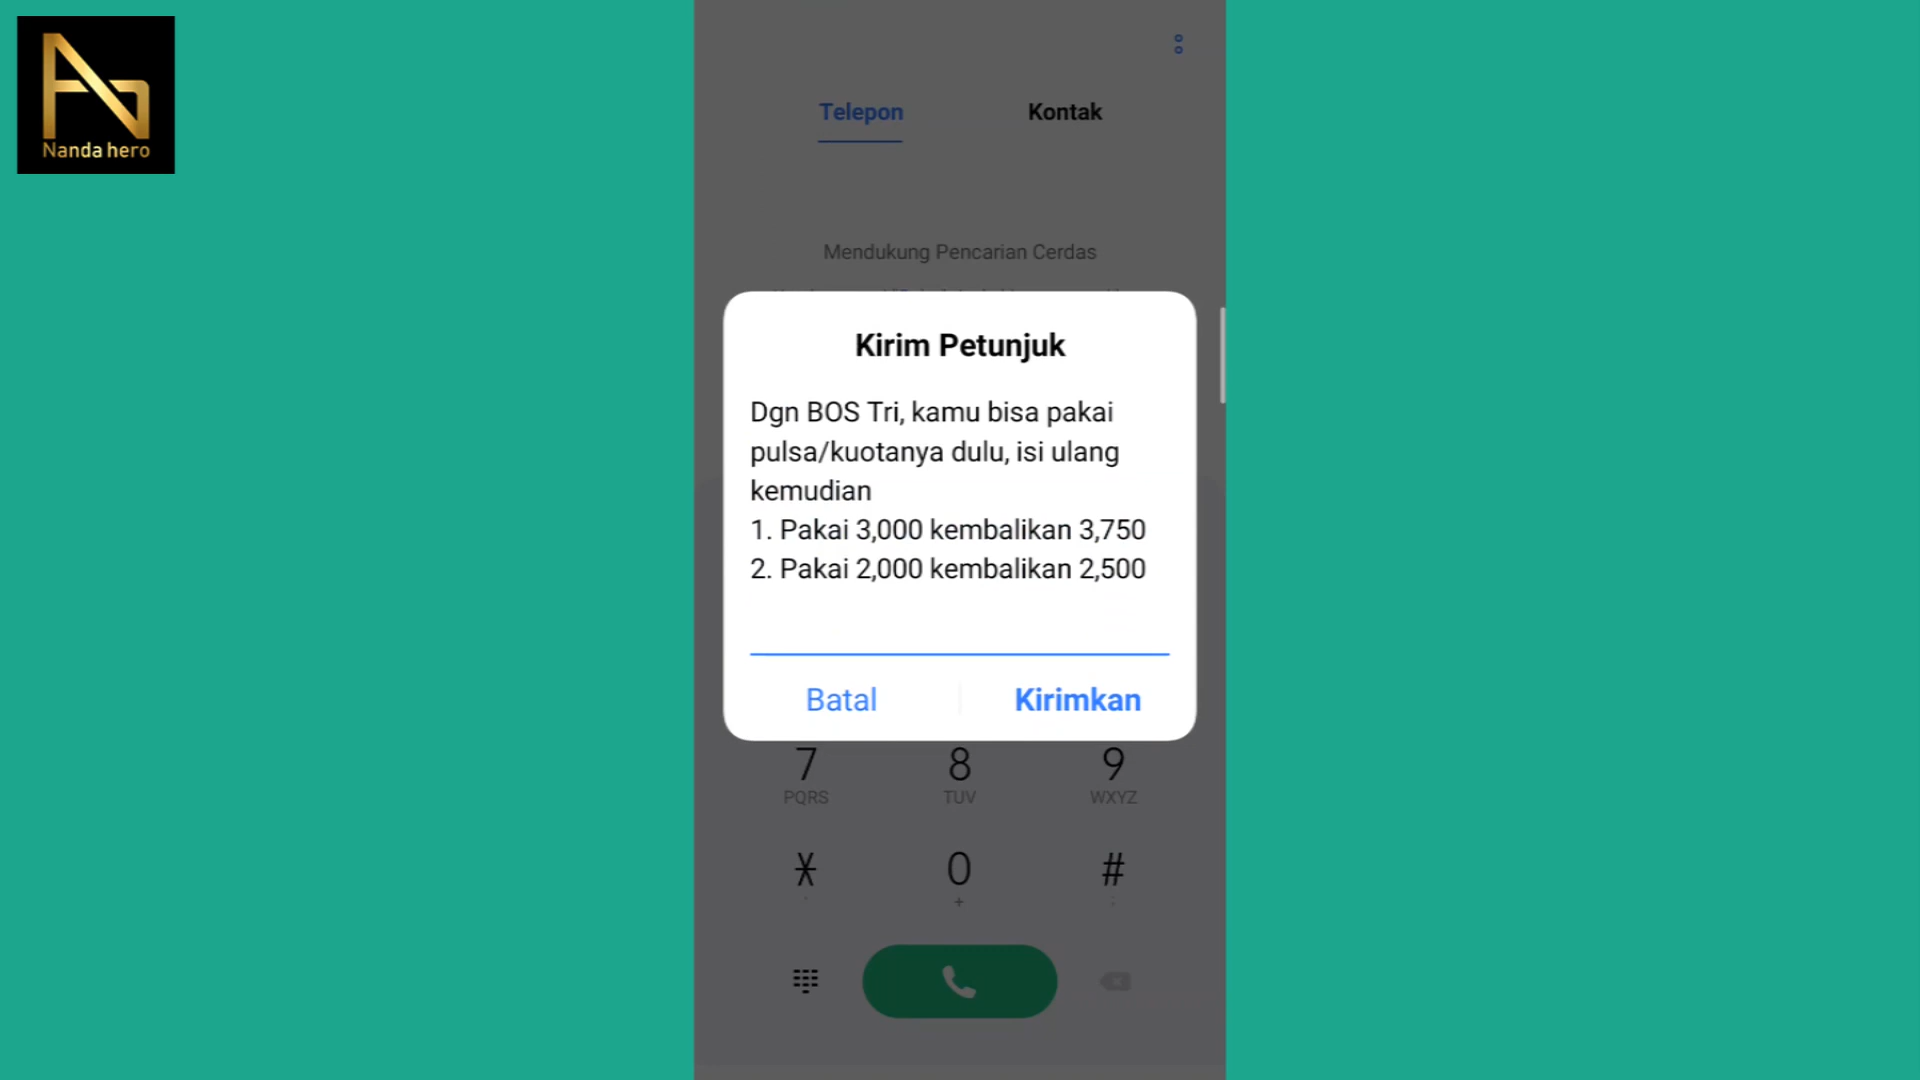 Nanda hero
Telepon
Kontak
Mendukung Pencarian Cerdas
Kirim Petunjuk
Dgn BOS Tri, kamu bisa pakai
pulsa/kuotanya dulu, isi ulang
kemudian
1. Pakai 3,000 kembalikan 3,750
2. Pakai 2,000 kembalikan 2,500
Batal
Kirimkan
7
8
9
PQRS
TUV
WXYZ
*
0
#
+